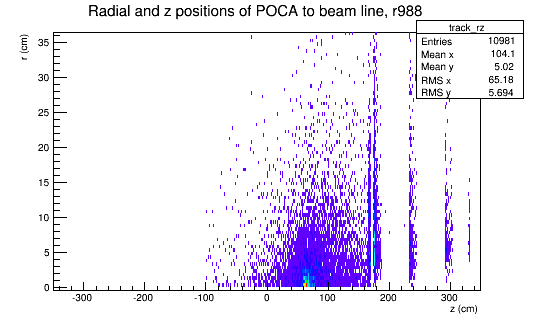 Radial and z positions of POCA to beam line, r988
track_rz
Entries 10981
Mean x 104.1
Mean y 5.02
RMS x 65.18
RMS y 5.694
r (cm)
35
30
25
20
15
10
5
0
-300 -200 -100 0 100 200 300
z (cm)